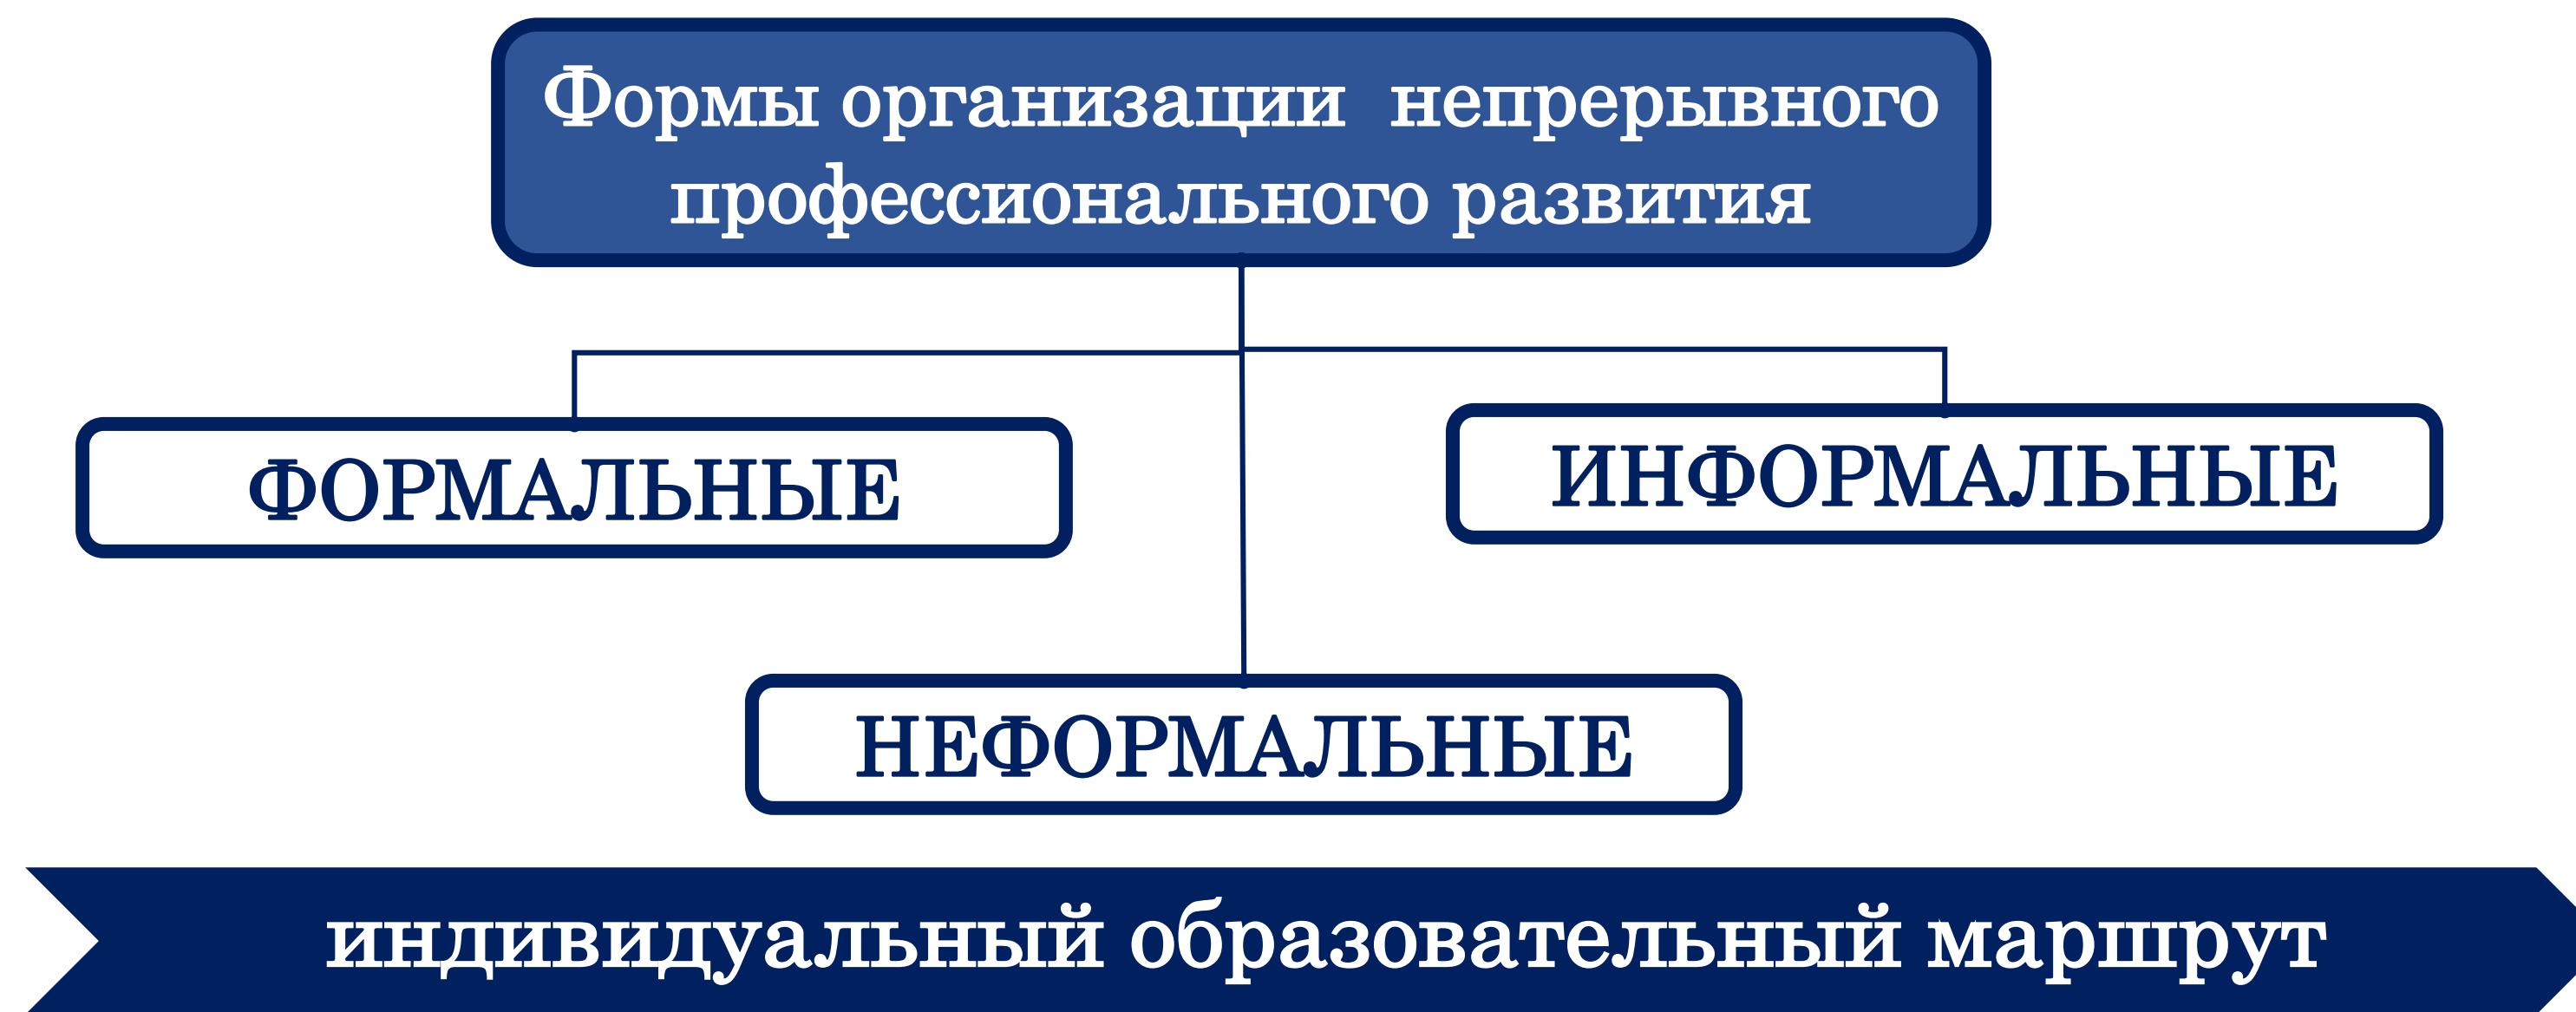 Формы организации непрерывного
профессионального развития
ФОРМАЛЬНЫЕ
ИНФОРМАЛЬНЫЕ
НЕФОРМАЛЬНЫЕ
индивидуальный образовательный маршрут